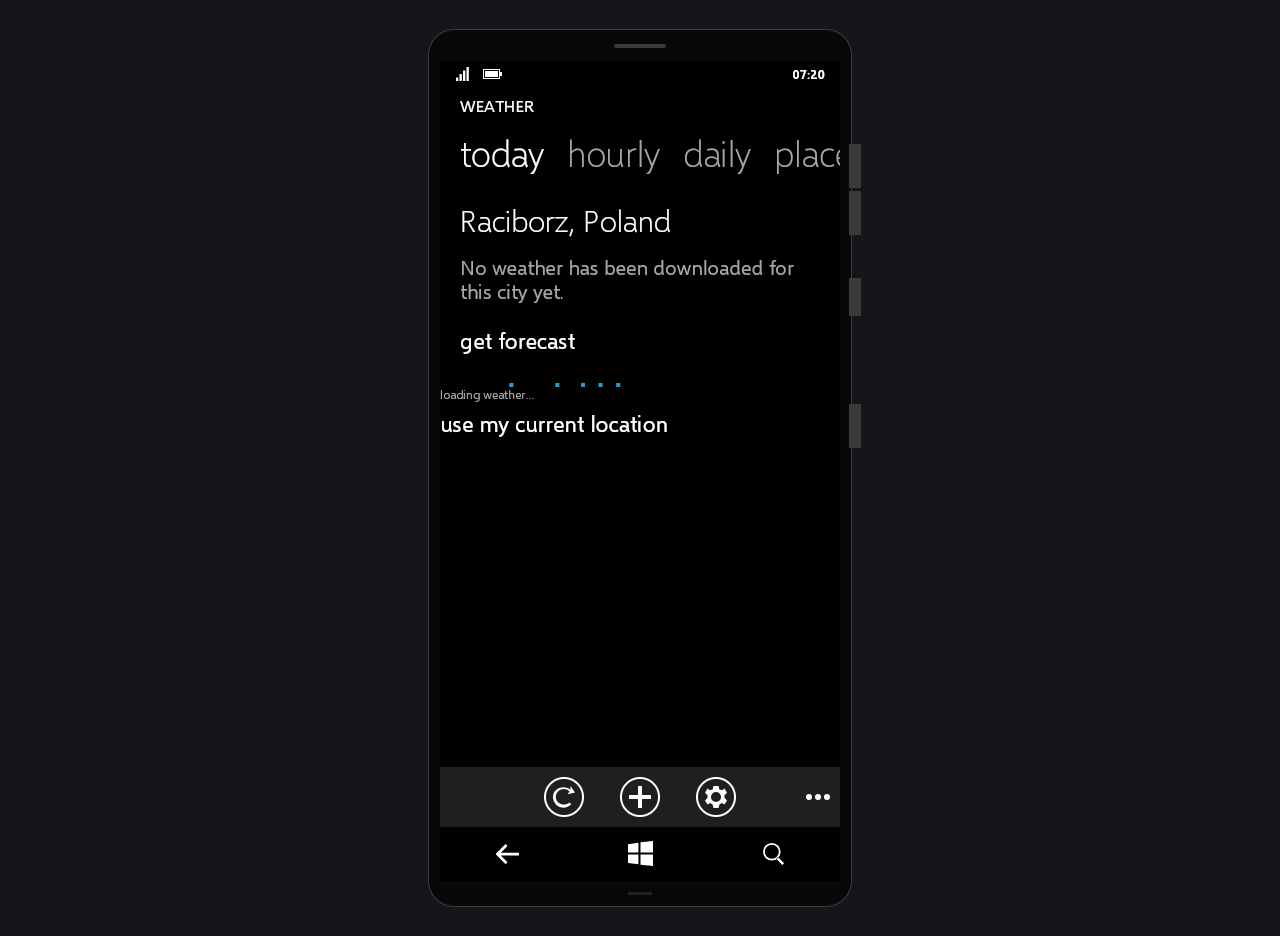 07:20
WEATHER
today hourly daily place
Raciborz, Poland
No weather has been downloaded for
this city yet.
get forecast
loading weather...
use my current location